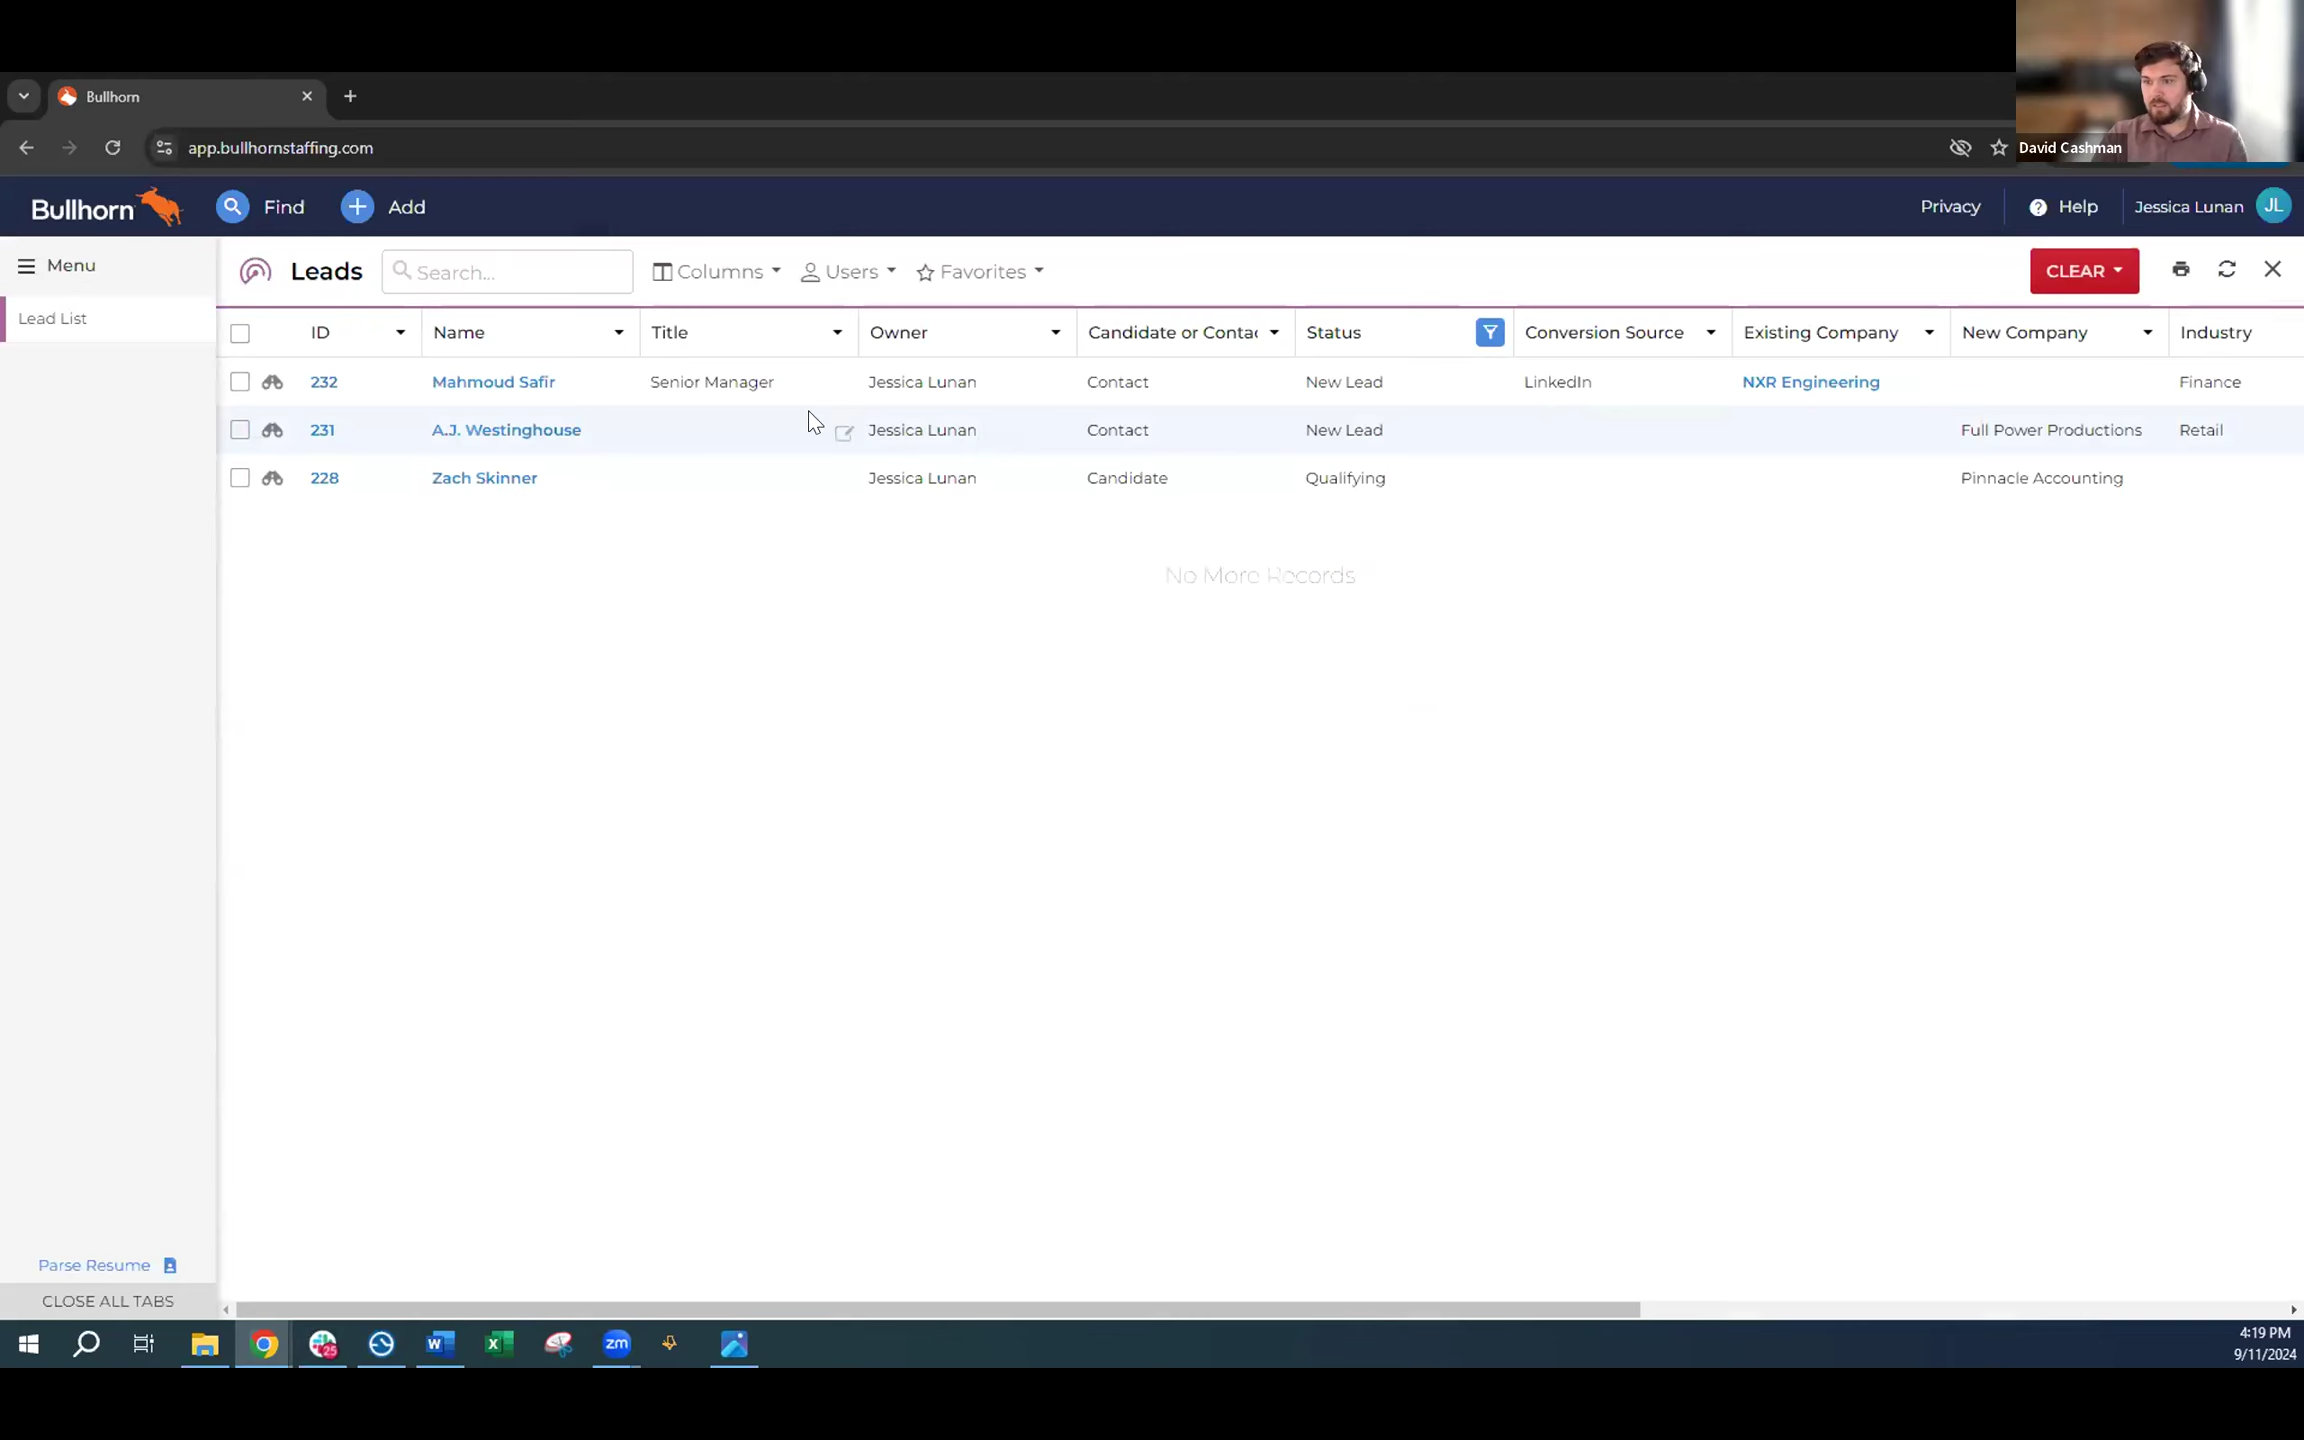 Bullhorn
app.bullhornstaffing.com
David Cashman
Bullhorn Find Add Privacy Help Jessica Lunan JL
Menu
Lead List
Leads Search... Columns Users Favorites CLEAR
ID Name Title Owner Candidate or Contac Status Conversion Source Existing Company New Company Industry
232 Mahmoud Safir Senior Manager Jessica Lunan Contact New Lead LinkedIn NXR Engineering Finance
231 A.J. Westinghouse Jessica Lunan Contact New Lead Full Power Productions Retail
228 Zach Skinner Jessica Lunan Candidate Qualifying Pinnacle Accounting
No More Records
Parse Resume
CLOSE ALL TABS
25
W
X
zm
4:19 PM
9/11/2024